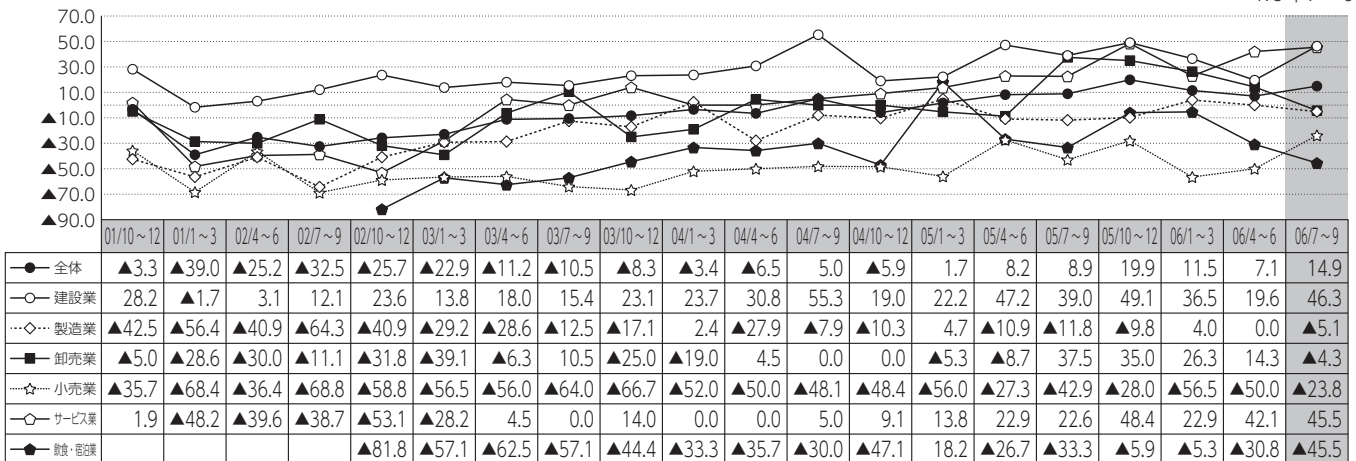 70.0
50.0
30.0
10.0
▲10.0
▲30.0
▲50.0
▲70.0
▲90.0
01/10～12 01/1～3 02/4～6 02/7～9 02/10～12 03/1～3 03/4～6 03/7～9 03/10～12 04/1～3 04/4～6 04/7～9 04/10～12 05/1～3 05/4～6 05/7～9 05/10～12 06/1～3 06/4～6 06/7～9
全体 ▲3.3 ▲39.0 ▲25.2 ▲32.5 ▲25.7 ▲22.9 ▲11.2 ▲10.5 ▲8.3 ▲3.4 ▲6.5 5.0 ▲5.9 1.7 8.2 8.9 19.9 11.5 7.1 14.9
建設業 28.2 ▲1.7 3.1 12.1 23.6 13.8 18.0 15.4 23.1 23.7 30.8 55.3 19.0 22.2 47.2 39.0 49.1 36.5 19.6 46.3
製造業 ▲42.5 ▲56.4 ▲40.9 ▲64.3 ▲40.9 ▲29.2 ▲28.6 ▲12.5 ▲17.1 2.4 ▲27.9 ▲7.9 ▲10.3 4.7 ▲10.9 ▲11.8 ▲9.8 4.0 0.0 ▲5.1
卸売業 ▲5.0 ▲28.6 ▲30.0 ▲11.1 ▲31.8 ▲39.1 ▲6.3 10.5 ▲25.0 ▲19.0 4.5 0.0 0.0 ▲5.3 ▲8.7 37.5 35.0 26.3 14.3 ▲4.3
小売業 ▲35.7 ▲68.4 ▲36.4 ▲68.8 ▲58.8 ▲56.5 ▲56.0 ▲64.0 ▲66.7 ▲52.0 ▲50.0 ▲48.1 ▲48.4 ▲56.0 ▲27.3 ▲42.9 ▲28.0 ▲56.5 ▲50.0 ▲23.8
サービス業 1.9 ▲48.2 ▲39.6 ▲38.7 ▲53.1 ▲28.2 4.5 0.0 14.0 0.0 0.0 5.0 9.1 13.8 22.9 22.6 48.4 22.9 42.1 45.5
飲食・宿泊業 ▲81.8 ▲57.1 ▲62.5 ▲57.1 ▲44.4 ▲33.3 ▲35.7 ▲30.0 ▲47.1 18.2 ▲26.7 ▲33.3 ▲5.9 ▲5.3 ▲30.8 ▲45.5